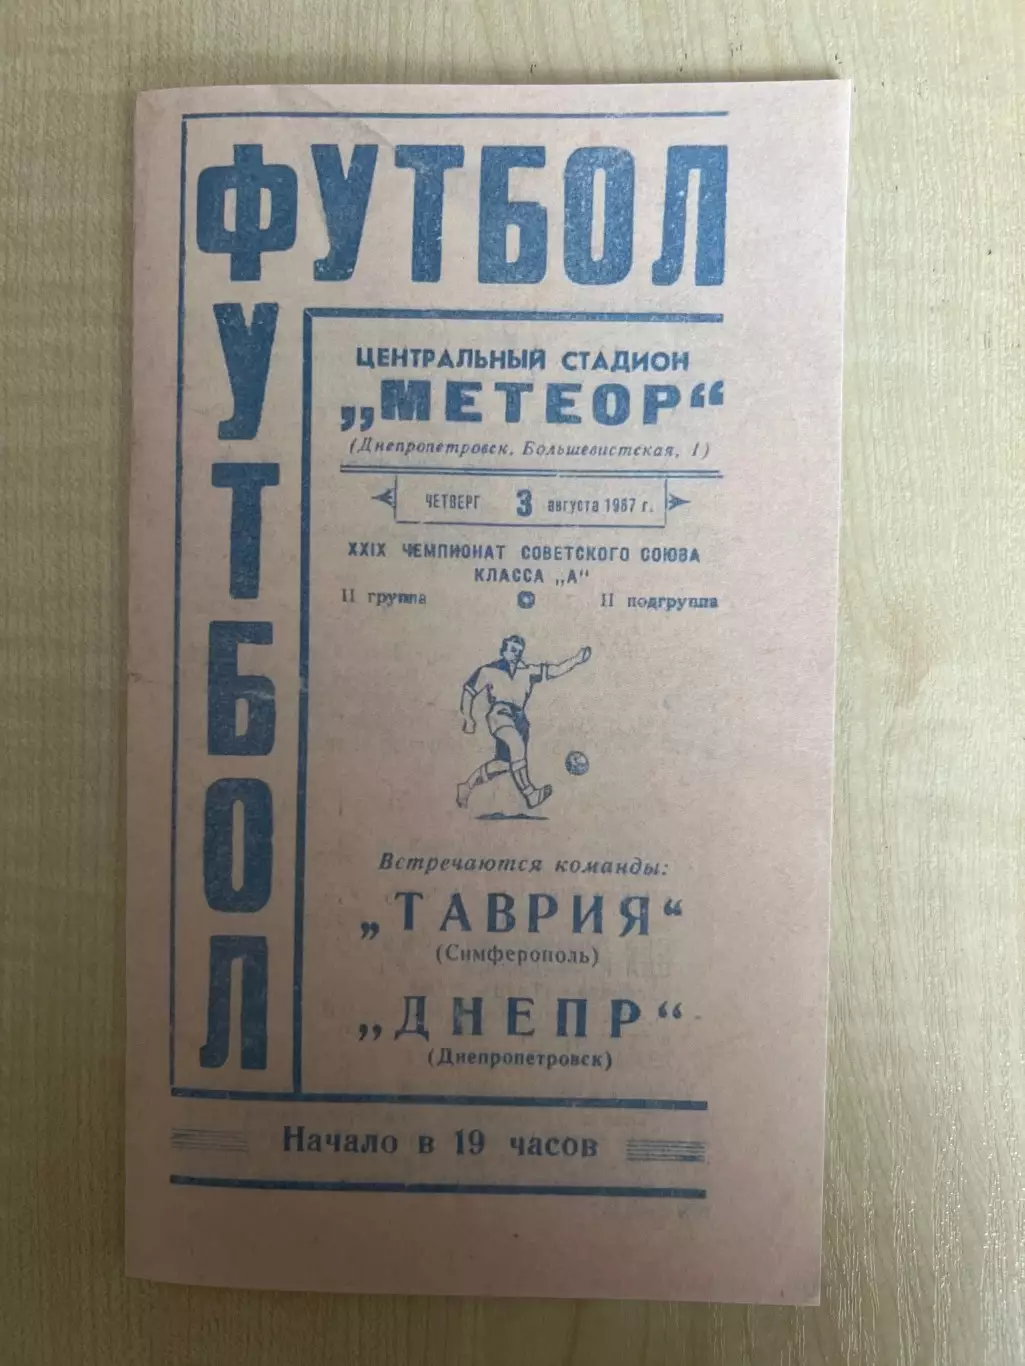 ФУТБОЛ
ФУТБОЛ
ЦЕНТРАЛЬНЫЙ СТАДИОН
„МЕТЕОР“
(Днепропетровск, Большевистская, 1)
ЧЕТВЕРГ 3 августа 1967 г.
XXIX ЧЕМПИОНАТ СОВЕТСКОГО СОЮЗА
КЛАССА „А“
II группа II подгруппа
Встречаются команды:
„ТАВРИЯ“
(Симферополь)
„ДНЕПР“
(Днепропетровск)
Начало в 19 часов